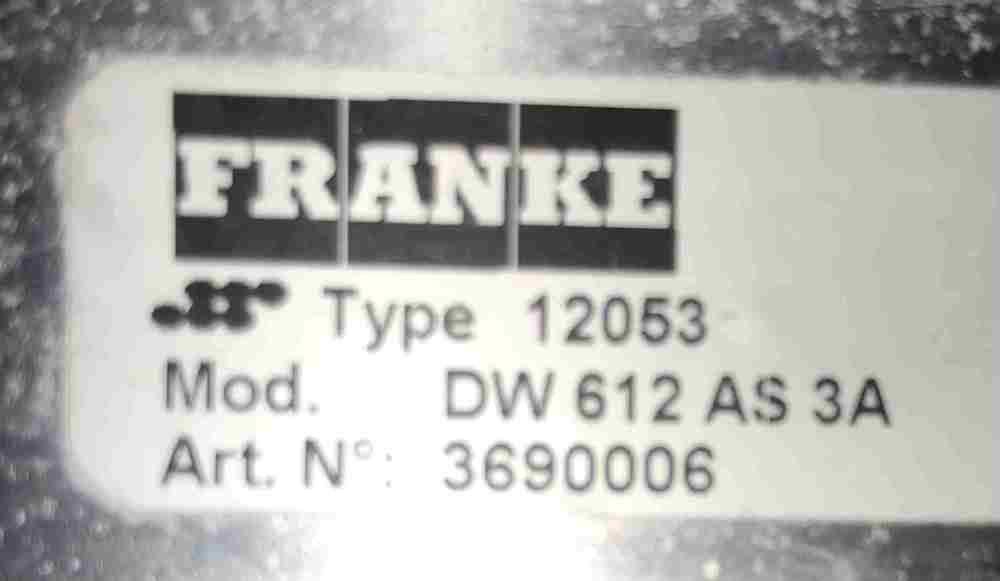 FRANKE
Type 12053
Mod. DW 612 AS 3A
Art. N°: 3690006